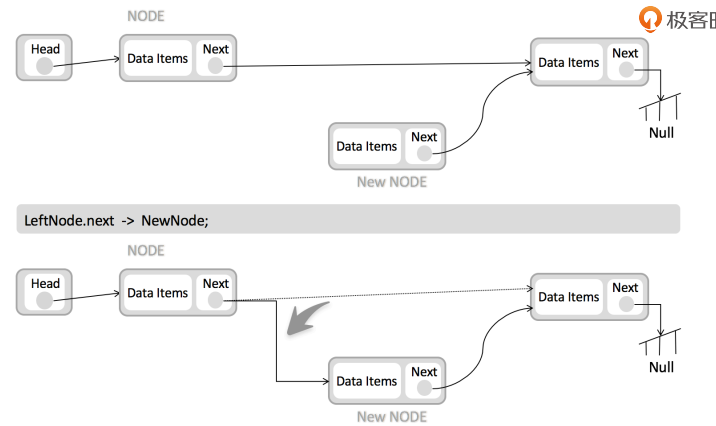 NODE
极客时
Head
Data Items
Next
Data Items
Next
Null
Data Items
Next
New NODE
LeftNode.next -> NewNode;
NODE
Head
Data Items
Next
Data Items
Next
Null
Data Items
Next
New NODE